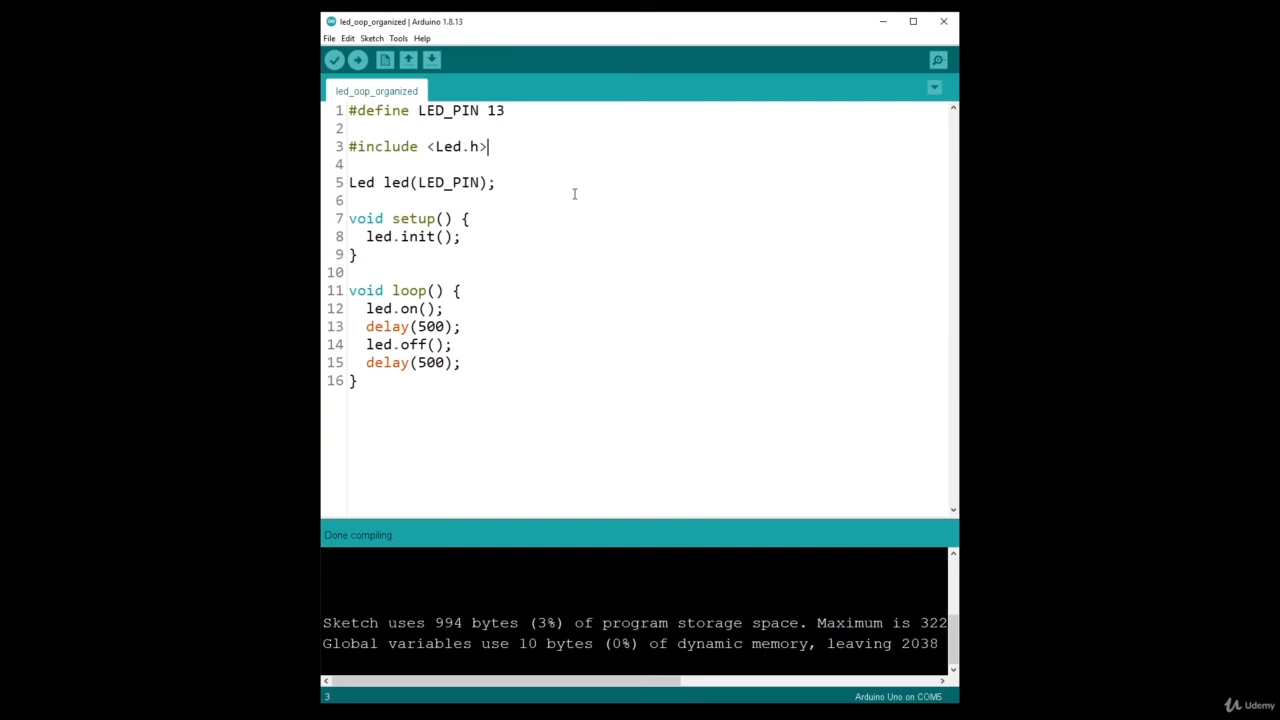 led_oop_organized | Arduino 1.8.13
File Edit Sketch Tools Help
led_oop_organized
1 #define LED_PIN 13
2
3 #include <Led.h>
4
5 Led led(LED_PIN);
6
7 void setup() {
8 led.init();
9 }
10
11 void loop() {
12 led.on();
13 delay(500);
14 led.off();
15 delay(500);
16 }
Done compiling.
Sketch uses 994 bytes (3%) of program storage space. Maximum is 322
Global variables use 10 bytes (0%) of dynamic memory, leaving 2038
3 Arduino Uno on COM5
Udemy